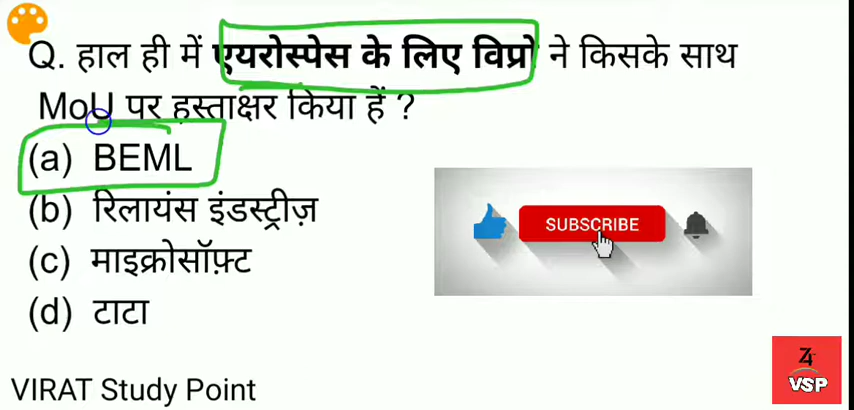 Q. हाल ही में एयरोस्पेस के लिए विप्रो ने किसके साथ
MoU पर हस्ताक्षर किया हैं ?
(a) BEML
(b) रिलायंस इंडस्ट्रीज़
SUBSCRIBE
(c) माइक्रोसॉफ़्ट
(d) टाटा
VIRAT Study Point
VSP